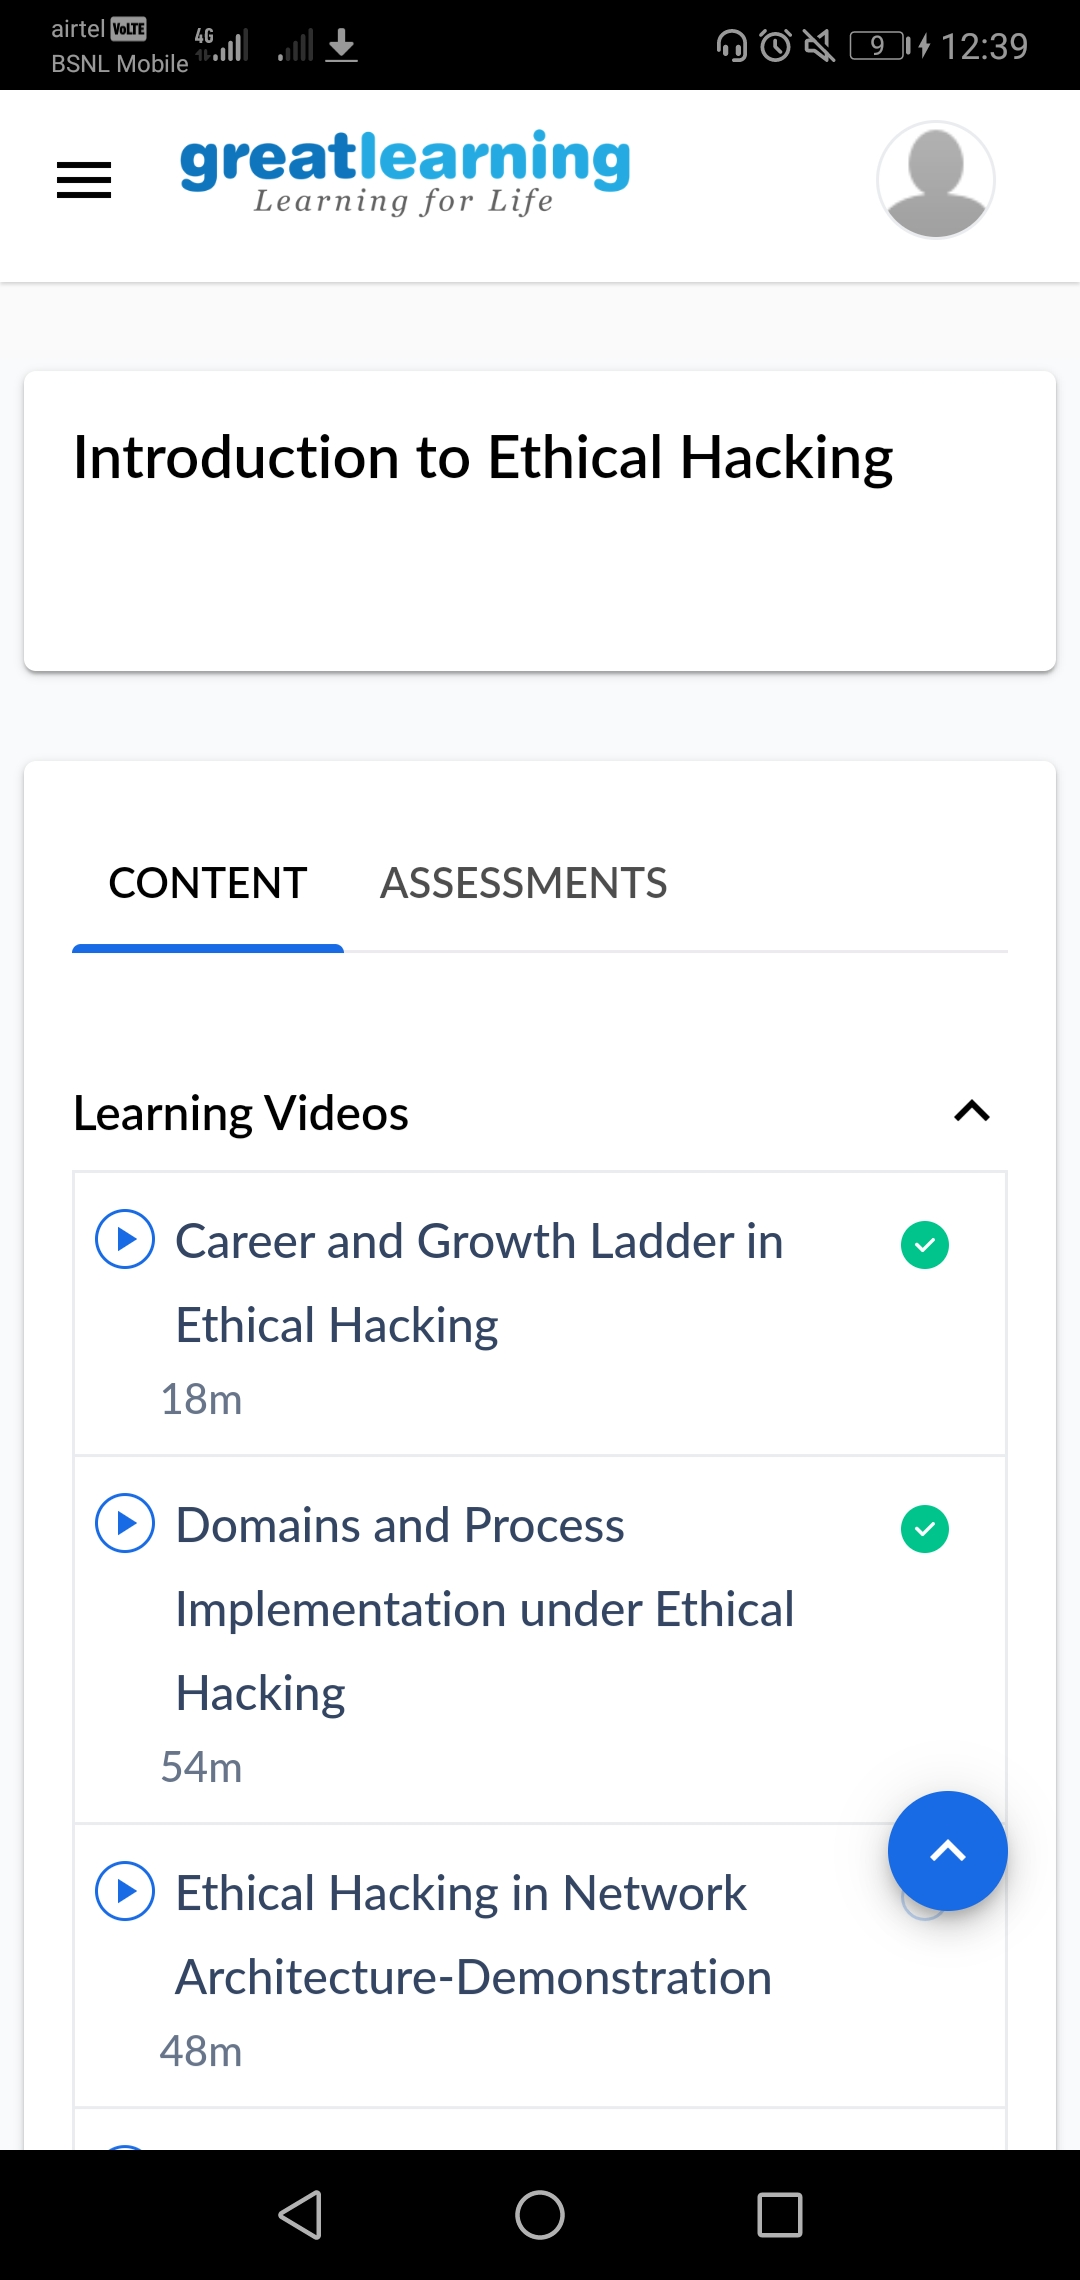 airtel VoLTE
BSNL Mobile
4G
9
12:39
greatlearning
Learning for Life
Introduction to Ethical Hacking
CONTENT
ASSESSMENTS
Learning Videos
Career and Growth Ladder in
Ethical Hacking
18m
Domains and Process
Implementation under Ethical
Hacking
54m
Ethical Hacking in Network
Architecture-Demonstration
48m